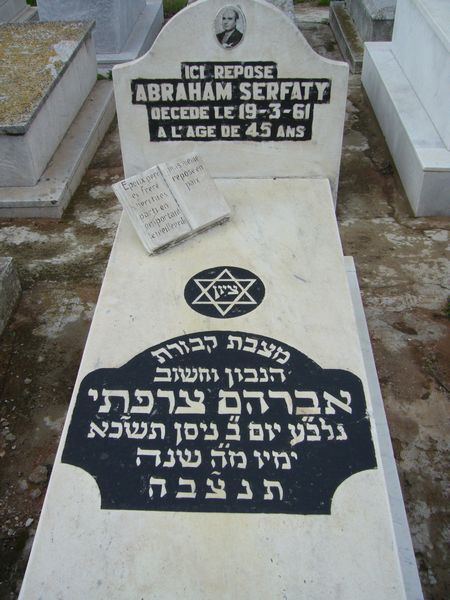 ICI REPOSE
ABRAHAM SERFATY
DECEDE LE 19-3-61
A L'AGE DE 45 ANS
ציון
מצבת קבורת
הנבון וחשוב
אברהם צרפתי
נלב"ע יום ב' ניסן תשכ"א
ימיו מ"ה שנה
תנצבה